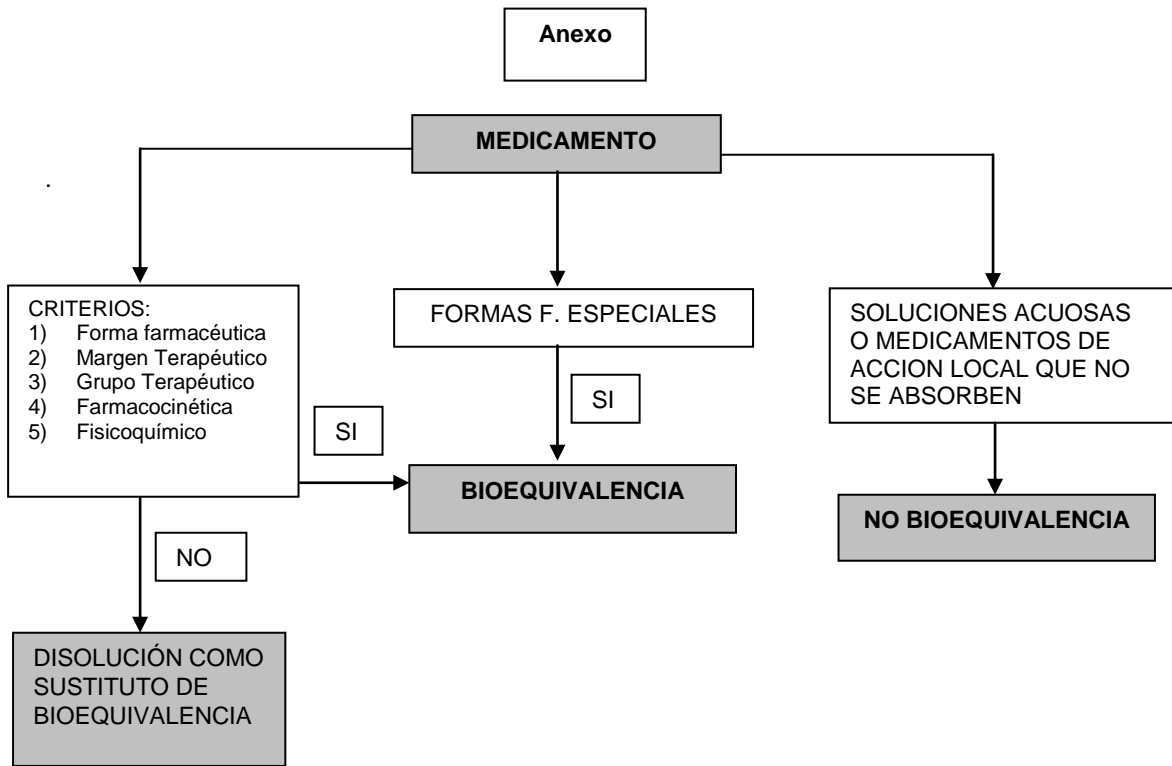 Anexo
MEDICAMENTO
.
CRITERIOS:
1) Forma farmacéutica
2) Margen Terapéutico
3) Grupo Terapéutico
4) Farmacocinética
5) Fisicoquímico
FORMAS F. ESPECIALES
SOLUCIONES ACUOSAS
O MEDICAMENTOS DE
ACCION LOCAL QUE NO
SE ABSORBEN
SI
SI
BIOEQUIVALENCIA
NO BIOEQUIVALENCIA
NO
DISOLUCIÓN COMO
SUSTITUTO DE
BIOEQUIVALENCIA